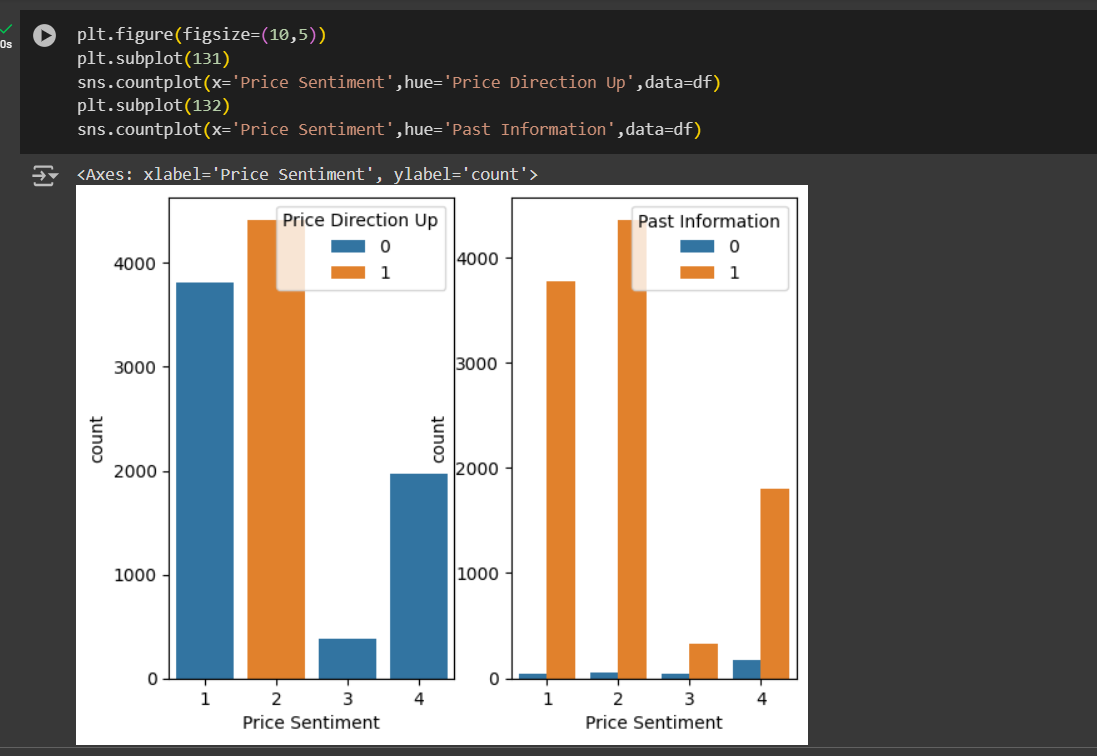 0s
plt.figure(figsize=(10,5))
plt.subplot(131)
sns.countplot(x='Price Sentiment',hue='Price Direction Up',data=df)
plt.subplot(132)
sns.countplot(x='Price Sentiment',hue='Past Information',data=df)
<Axes: xlabel='Price Sentiment', ylabel='count'>
Price Direction Up
0
1
4000
3000
2000
1000
0
count
1 2 3 4
Price Sentiment
Past Information
0
1
4000
3000
2000
1000
0
count
1 2 3 4
Price Sentiment